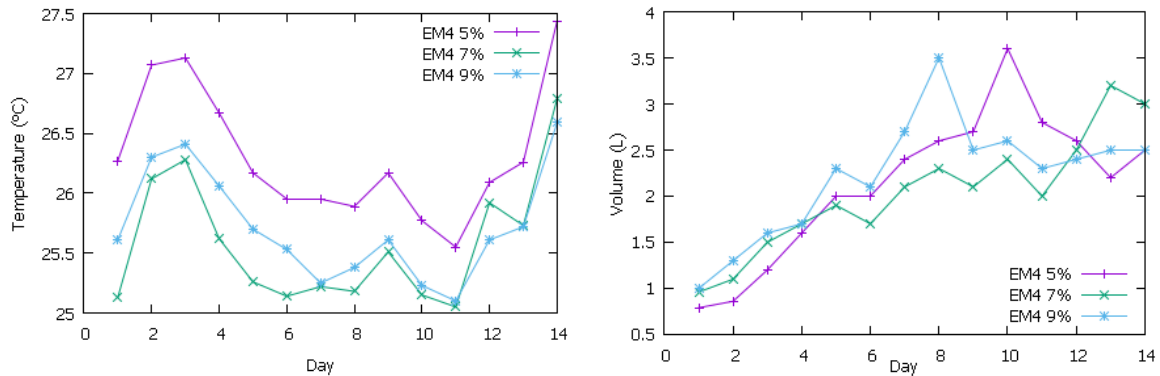 27.5
27
26.5
26
25.5
25
Temperature (ºC)
0 2 4 6 8 10 12 14
Day
EM4 5%
EM4 7%
EM4 9%
4
3.5
3
2.5
2
1.5
1
0.5
Volume (L)
0 2 4 6 8 10 12 14
Day
EM4 5%
EM4 7%
EM4 9%